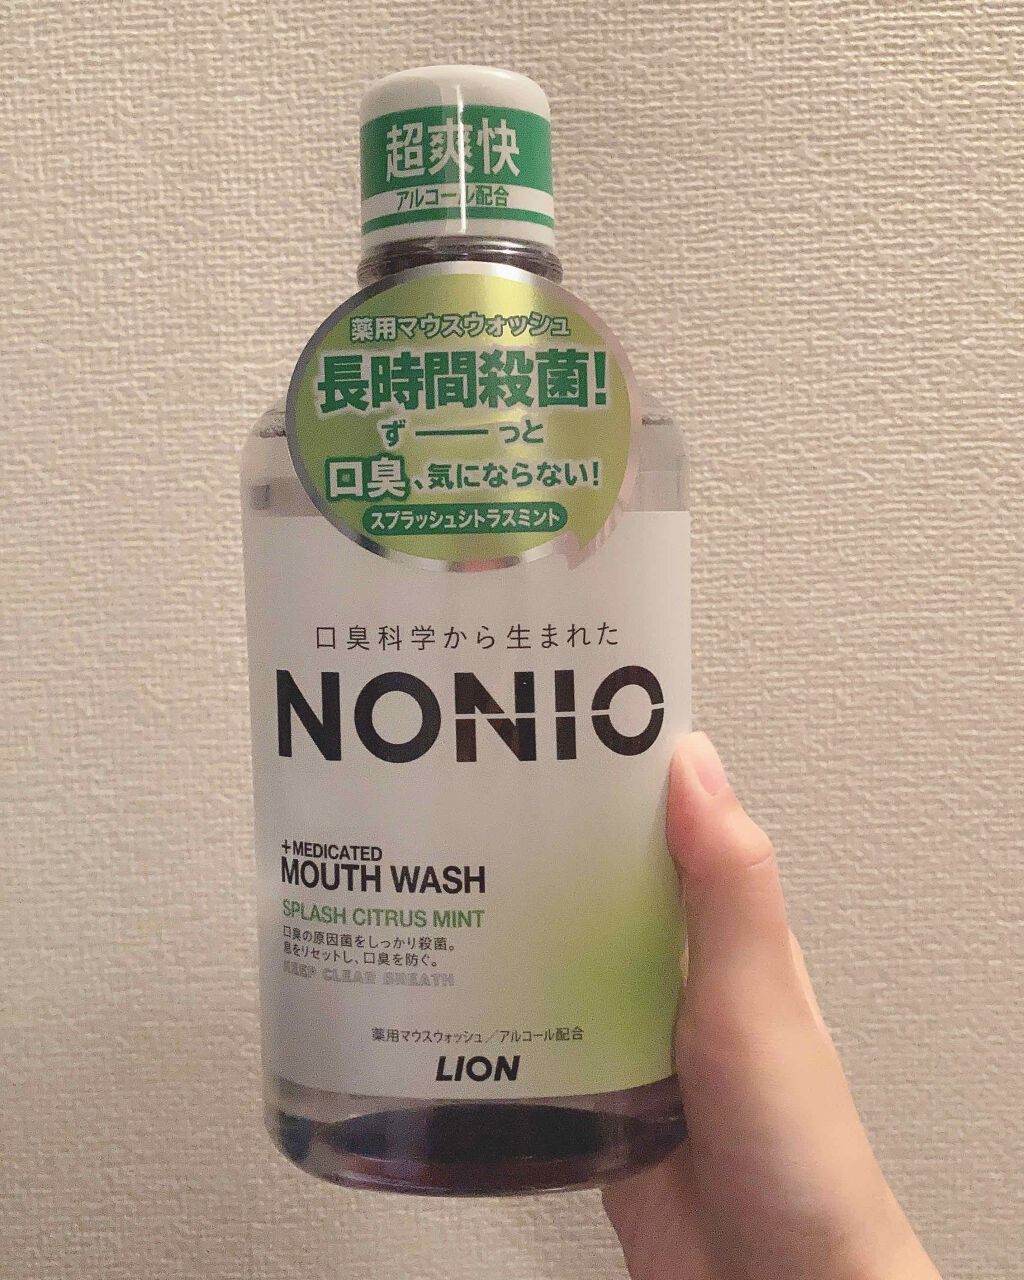 超爽快
アルコール配合
薬用マウスウォッシュ
長時間殺菌!
ず――っと
口臭、気にならない!
スプラッシュシトラスミント
口臭科学から生まれた
NONIO
+MEDICATED
MOUTH WASH
SPLASH CITRUS MINT
口臭の原因菌をしっかり殺菌。
息をリセットし、口臭を防ぐ。
KEEP CLEAR BREATH
薬用マウスウォッシュ/アルコール配合
LION